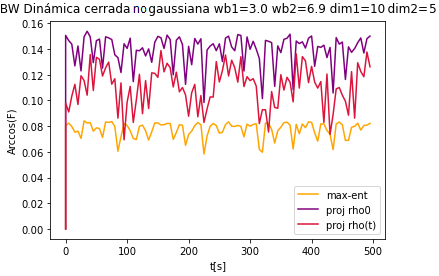 BW Dinámica cerrada no gaussiana wb1=3.0 wb2=6.9 dim1=10 dim2=5
0.16
0.14
0.12
0.10
0.08
0.06
0.04
0.02
0.00
Arccos(F)
0
100
200
300
400
500
t[s]
max-ent
proj rho0
proj rho(t)